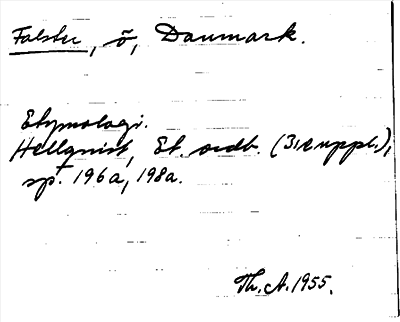 Falster, ö, Danmark.
Etymologi.
Hellquist, Et. ordb. (3:e uppl.),
sp. 196a, 198a.
Th. A. 1955.